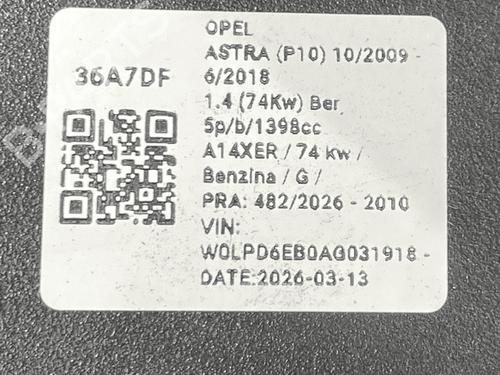 OPEL
ASTRA (P10) 10/2009 -
6/2018
36A7DF
1.4 (74Kw) Ber
5p/b/1398cc
A14XER / 74 kw /
Benzina / G /
PRA: 482/2026 - 2010
VIN:
W0LPD6EB0AG031918 -
DATE:2026-03-13